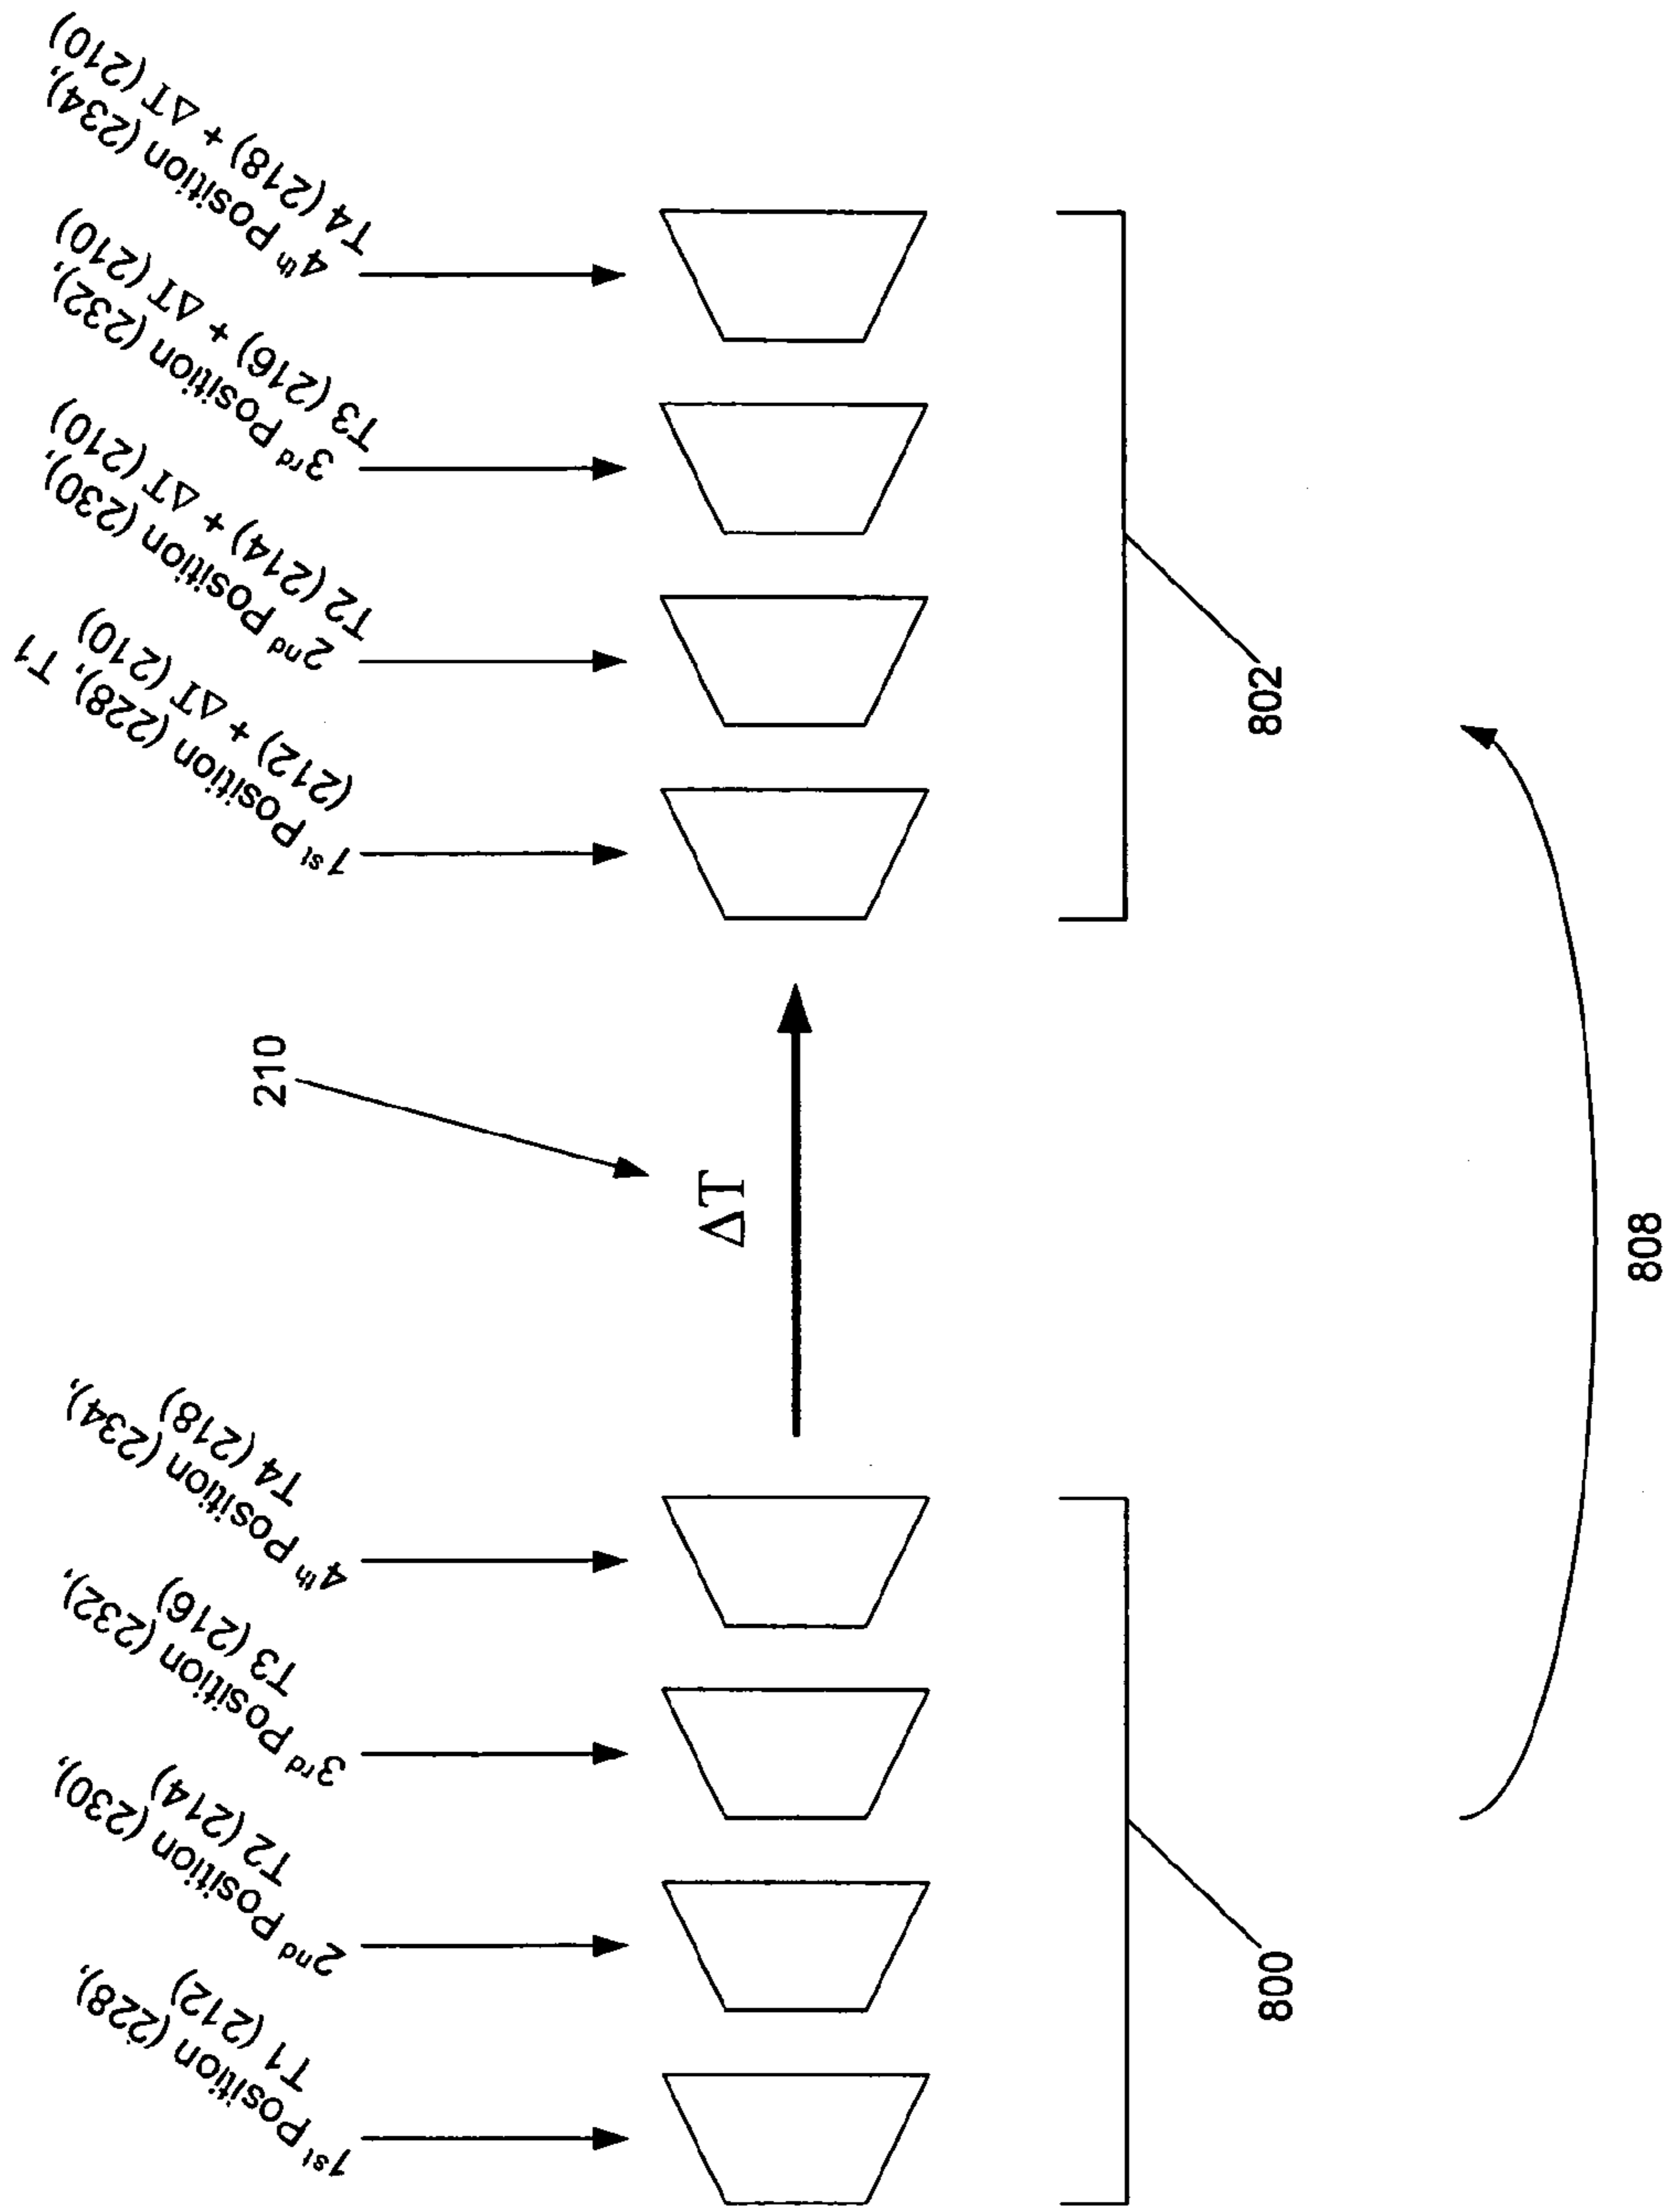 1st Position (228),
T1 (212)
2nd Position (230),
T2 (214)
3rd Position (232),
T3 (216)
4th Position (234),
T4 (218)
210
ΔT
1st Position (228), T1
(212) + ΔT (210)
2nd Position (230),
T2 (214) + ΔT (210)
3rd Position (232),
T3 (216) + ΔT (210)
4th Position (234),
T4 (218) + ΔT (210)
800
802
808